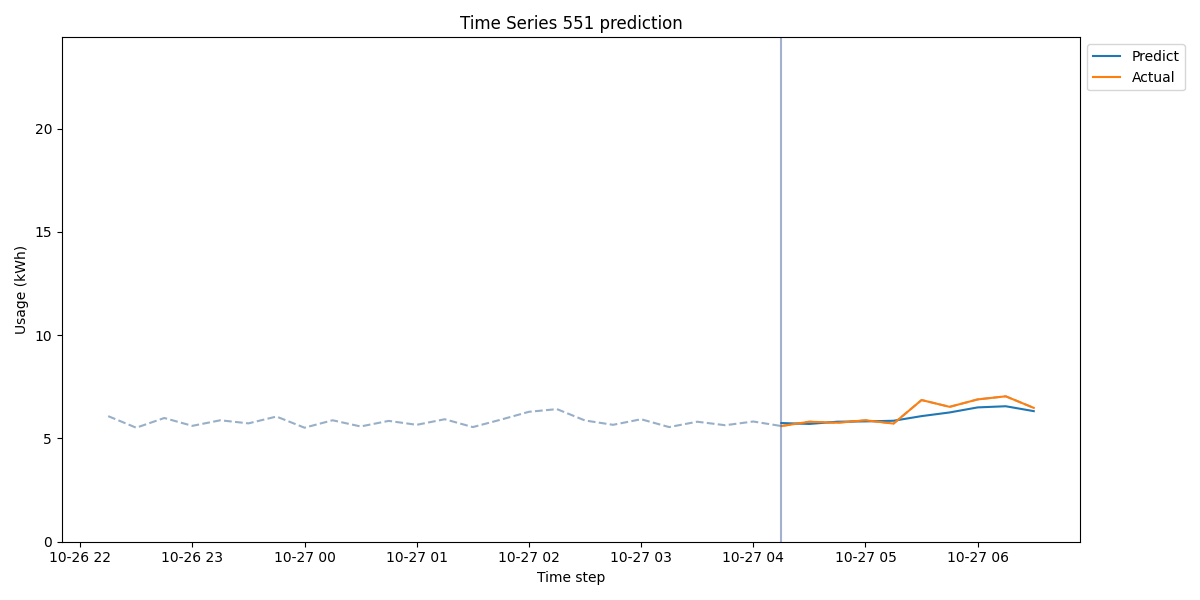 Time Series 551 prediction
Predict
Actual
Usage (kWh)
20
15
10
5
0
10-26 22
10-26 23
10-27 00
10-27 01
10-27 02
10-27 03
10-27 04
10-27 05
10-27 06
Time step